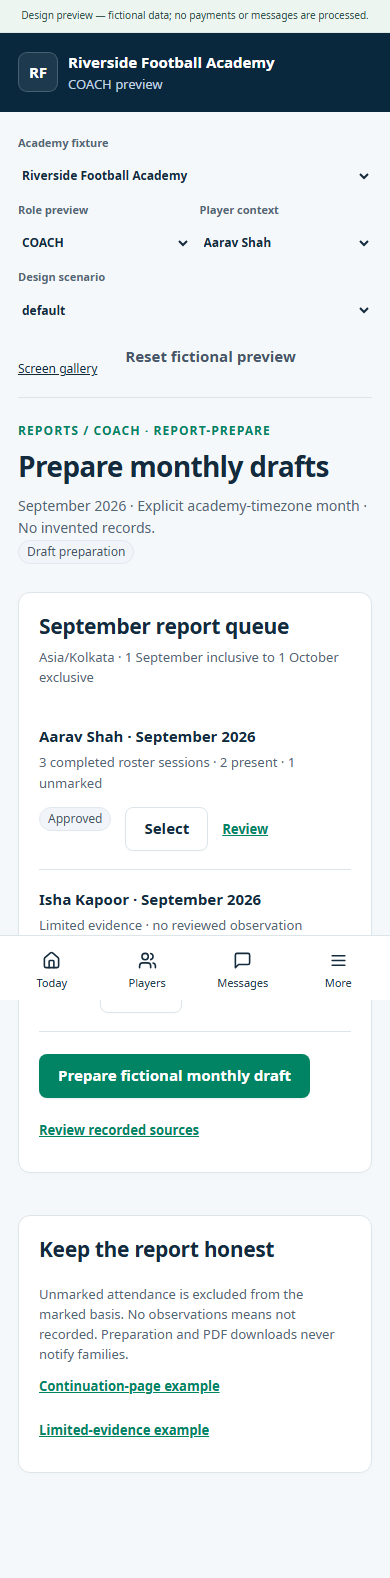 Design preview — fictional data; no payments or messages are processed.
RF
Riverside Football Academy
COACH preview
Academy fixture
Riverside Football Academy
Role preview
Player context
COACH
Aarav Shah
Design scenario
default
Screen gallery
Reset fictional preview
REPORTS / COACH · REPORT-PREPARE
Prepare monthly drafts
September 2026 · Explicit academy-timezone month ·
No invented records.
Draft preparation
September report queue
Asia/Kolkata · 1 September inclusive to 1 October
exclusive
Aarav Shah · September 2026
3 completed roster sessions · 2 present · 1
unmarked
Approved
Select
Review
Isha Kapoor · September 2026
Limited evidence · no reviewed observation
Today
Players
Messages
More
Prepare fictional monthly draft
Review recorded sources
Keep the report honest
Unmarked attendance is excluded from the
marked basis. No observations means not
recorded. Preparation and PDF downloads never
notify families.
Continuation-page example
Limited-evidence example